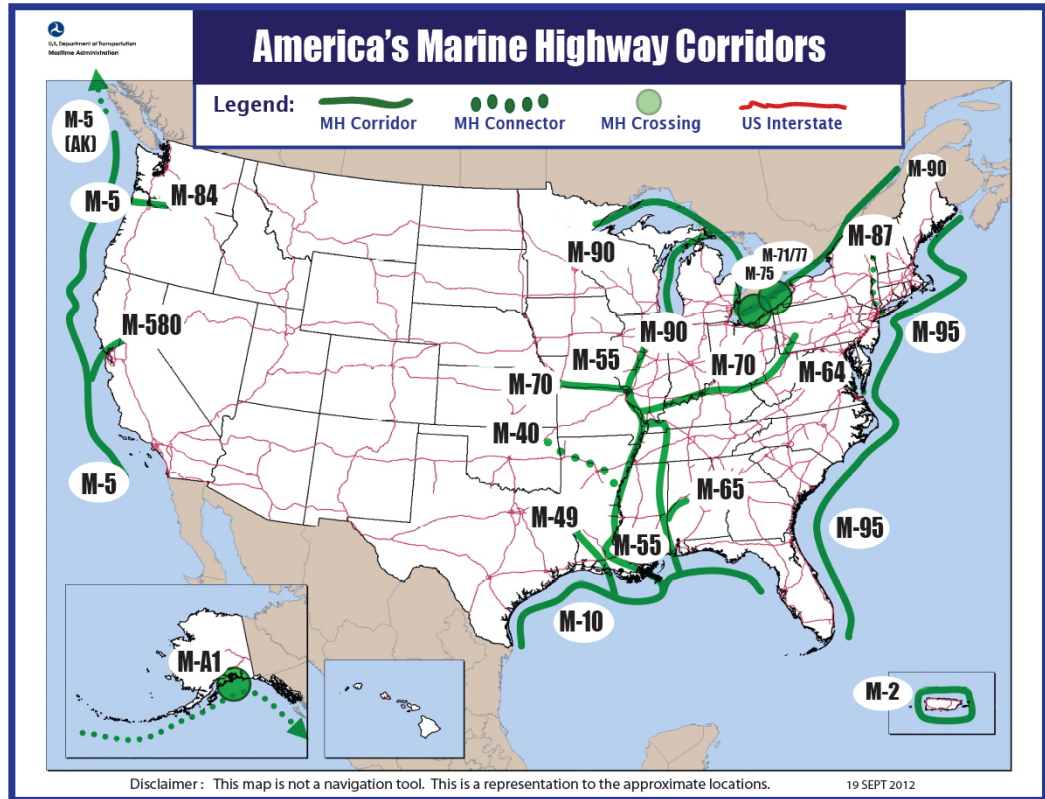 U.S. Department of Transportation
Maritime Administration
America's Marine Highway Corridors
Legend:
MH Corridor
MH Connector
MH Crossing
US Interstate
M-5
(AK)
M-5
M-84
M-90
M-90
M-87
M-71/77
M-75
M-580
M-90
M-95
M-55
M-70
M-70
M-64
M-40
M-5
M-65
M-49
M-55
M-95
M-10
M-A1
M-2
Disclaimer : This map is not a navigation tool. This is a representation to the approximate locations.
19 SEPT 2012